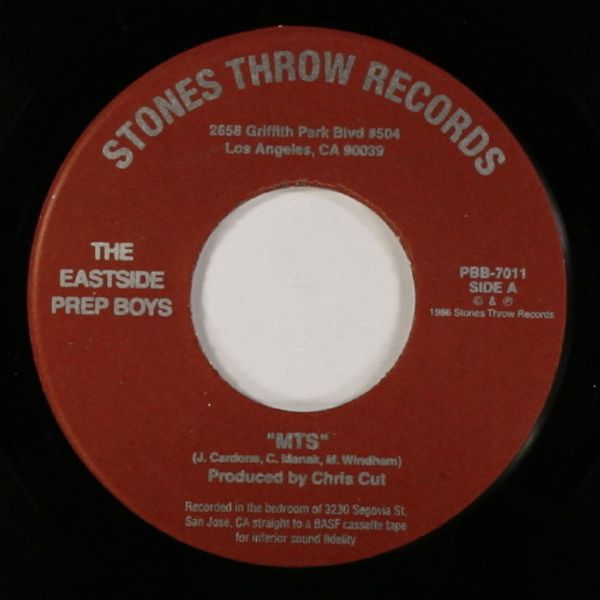 STONES THROW RECORDS
2658 Griffith Park Blvd #504
Los Angeles, CA 90039
THE
EASTSIDE
PREP BOYS
PBB-7011
SIDE A
© & ℗
1986 Stones Throw Records
"MTS"
(J. Cardone, C. Manak, M. Windham)
Produced by Chris Cut
Recorded in the bedroom of 3230 Segovia St.
San Jose, CA straight to a BASF cassette tape
for inferior sound fidelity